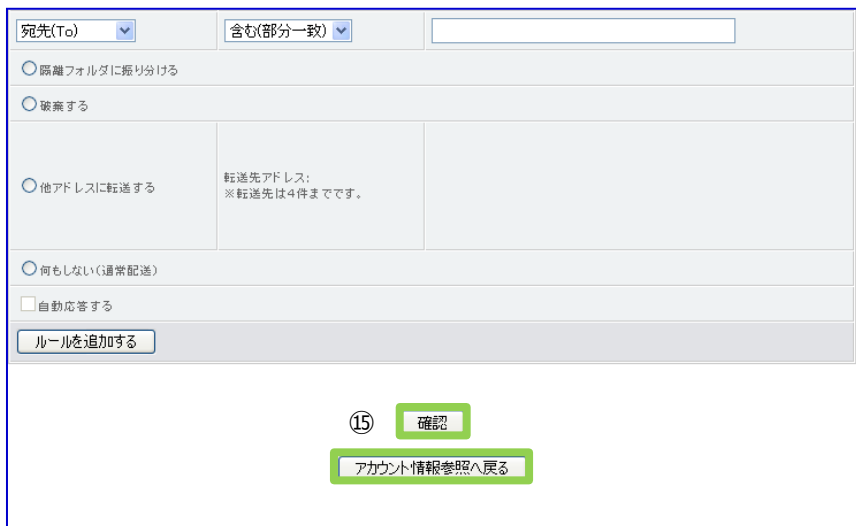 宛先(To) 含む(部分一致)
隔離フォルダに振り分ける
破棄する
他アドレスに転送する
転送先アドレス:
※転送先は4件までです。
何もしない(通常配送)
自動応答する
ルールを追加する
⑮ 確認
アカウント情報参照へ戻る